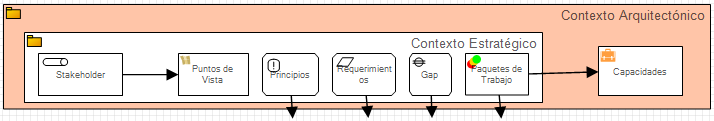 Contexto Arquitectónico
Contexto Estratégico
Stakeholder
Puntos de
Vista
Principios
Requerimient
os
Gap
Paquetes de
Trabajo
Capacidades